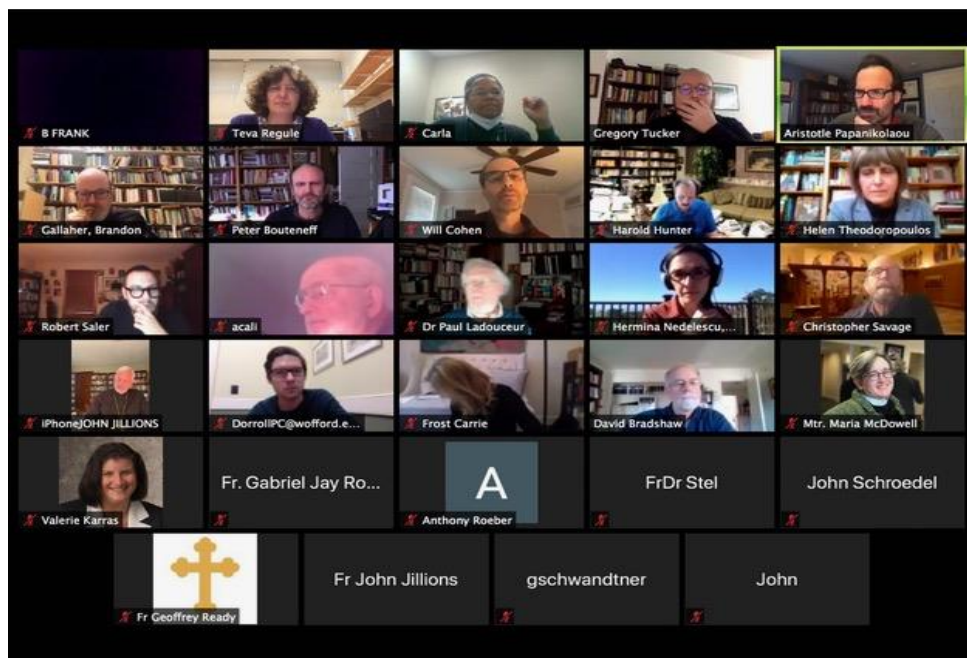 B FRANK
Teva Regule
Carla
Gregory Tucker
Aristotle Papanikolaou
Gallaher, Brandon
Peter Bouteneff
Will Cohen
Harold Hunter
Helen Theodoropoulos
Robert Saler
acali
Dr Paul Ladouceur
Hermina Nedelescu,...
Christopher Savage
iPhoneJOHN JILLIONS
DorrollPC@wofford.e...
Frost Carrie
David Bradshaw
Mtr. Maria McDowell
Valerie Karras
Fr. Gabriel Jay Ro...
A
Anthony Roeber
FrDr Stel
John Schroedel
Fr Geoffrey Ready
Fr John Jillions
gschwandtner
John